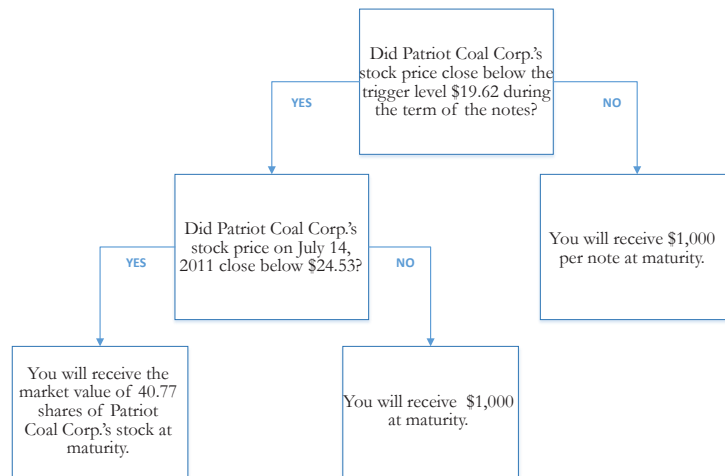 Did Patriot Coal Corp.'s
stock price close below the
trigger level $19.62 during
the term of the notes?
YES
NO
Did Patriot Coal Corp.'s
stock price on July 14,
2011 close below $24.53?
You will receive $1,000
per note at maturity.
YES
NO
You will receive the
market value of 40.77
shares of Patriot
Coal Corp.'s stock at
maturity.
You will receive $1,000
at maturity.